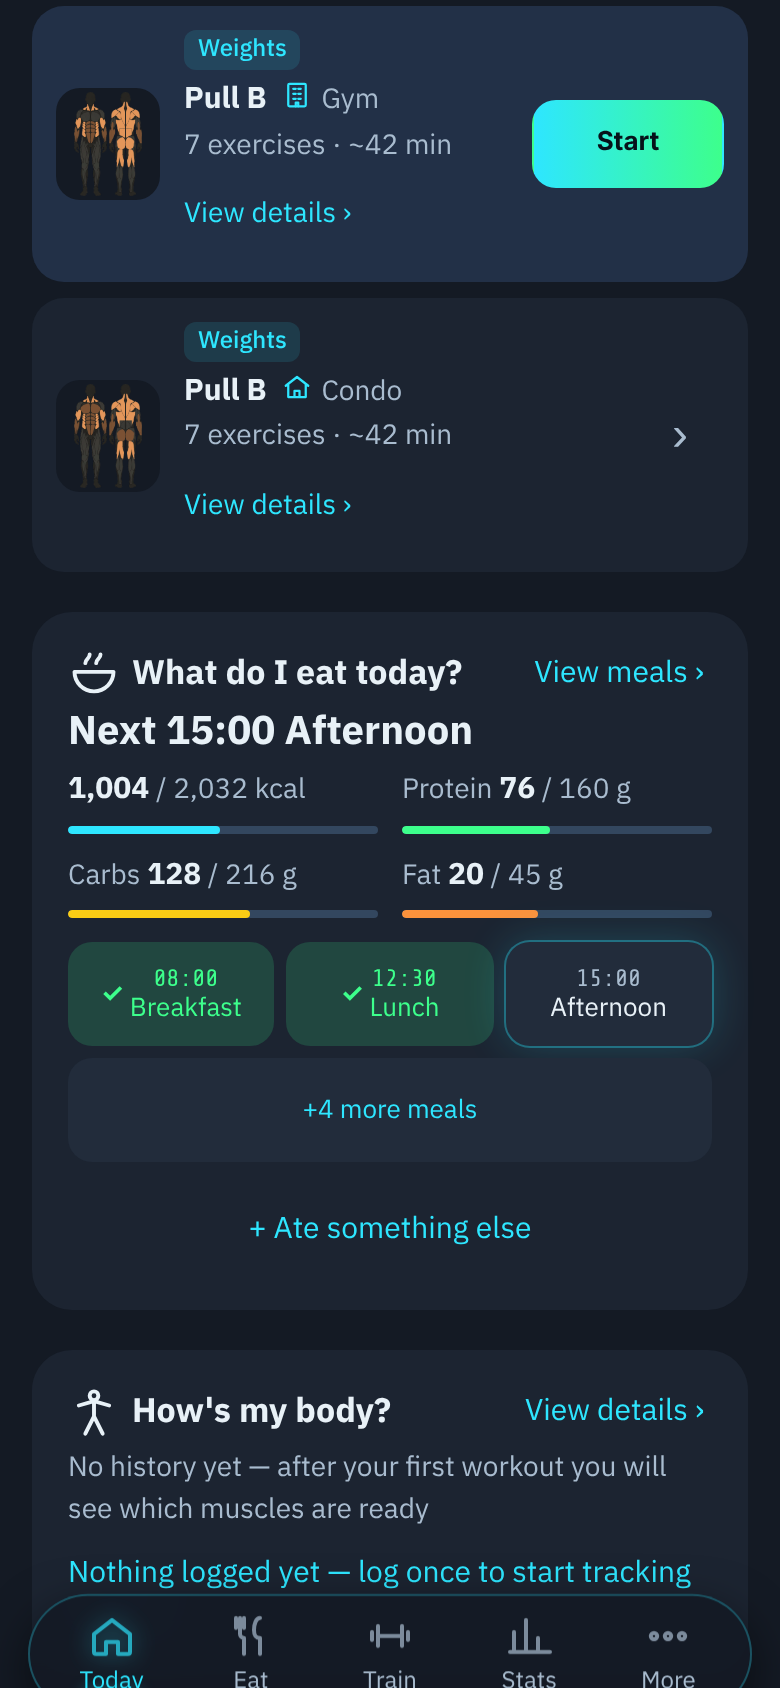 Weights
Pull B Gym
7 exercises · ~42 min
Start
View details ›
Weights
Pull B Condo
7 exercises · ~42 min
›
View details ›
What do I eat today?
View meals ›
Next 15:00 Afternoon
1,004 / 2,032 kcal
Protein 76 / 160 g
Carbs 128 / 216 g
Fat 20 / 45 g
08:00
Breakfast
12:30
Lunch
15:00
Afternoon
+4 more meals
+ Ate something else
How's my body?
View details ›
No history yet — after your first workout you will
see which muscles are ready
Nothing logged yet — log once to start tracking
Today
Eat
Train
Stats
More